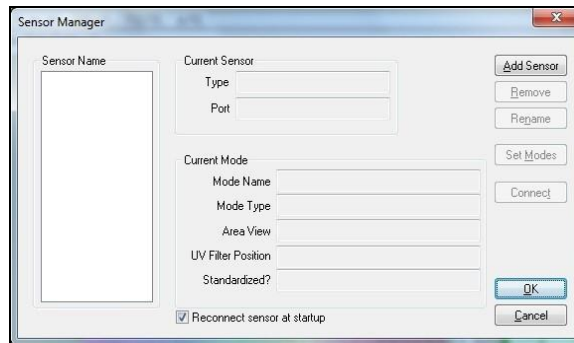 Sensor Manager
Sensor Name
Current Sensor
Type
Port
Current Mode
Mode Name
Mode Type
Area View
UV Filter Position
Standardized?
Reconnect sensor at startup
Add Sensor
Remove
Rename
Set Modes
Connect
OK
Cancel